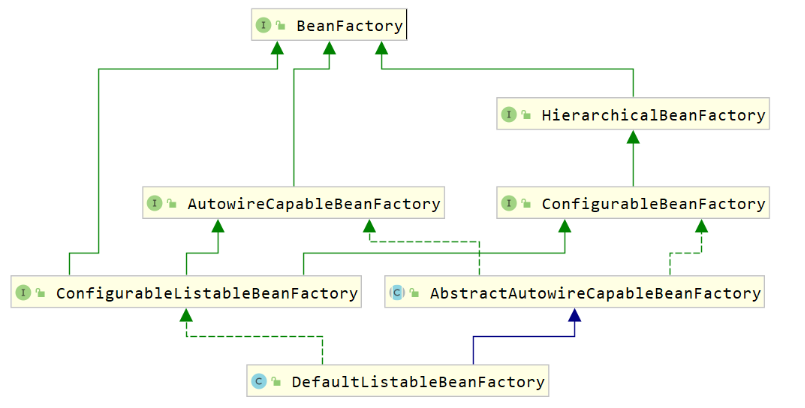 I BeanFactory
I HierarchicalBeanFactory
I AutowireCapableBeanFactory
I ConfigurableBeanFactory
I ConfigurableListableBeanFactory
C AbstractAutowireCapableBeanFactory
C DefaultListableBeanFactory